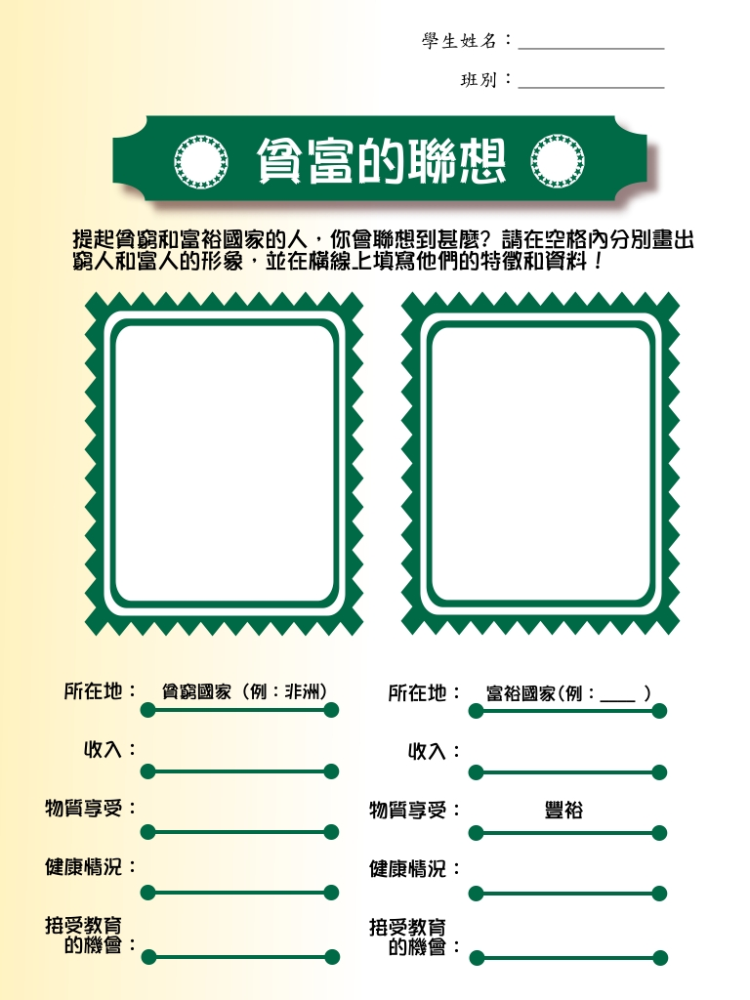 學生姓名：
班別：
貧富的聯想
提起貧窮和富裕國家的人，你會聯想到甚麼？請在空格內分別畫出
窮人和富人的形象，並在橫線上填寫他們的特徵和資料！
所在地： 貧窮國家（例：非洲）
收入：
物質享受：
健康情況：
接受教育
的機會：
所在地： 富裕國家（例：____ ）
收入：
物質享受： 豐裕
健康情況：
接受教育
的機會：